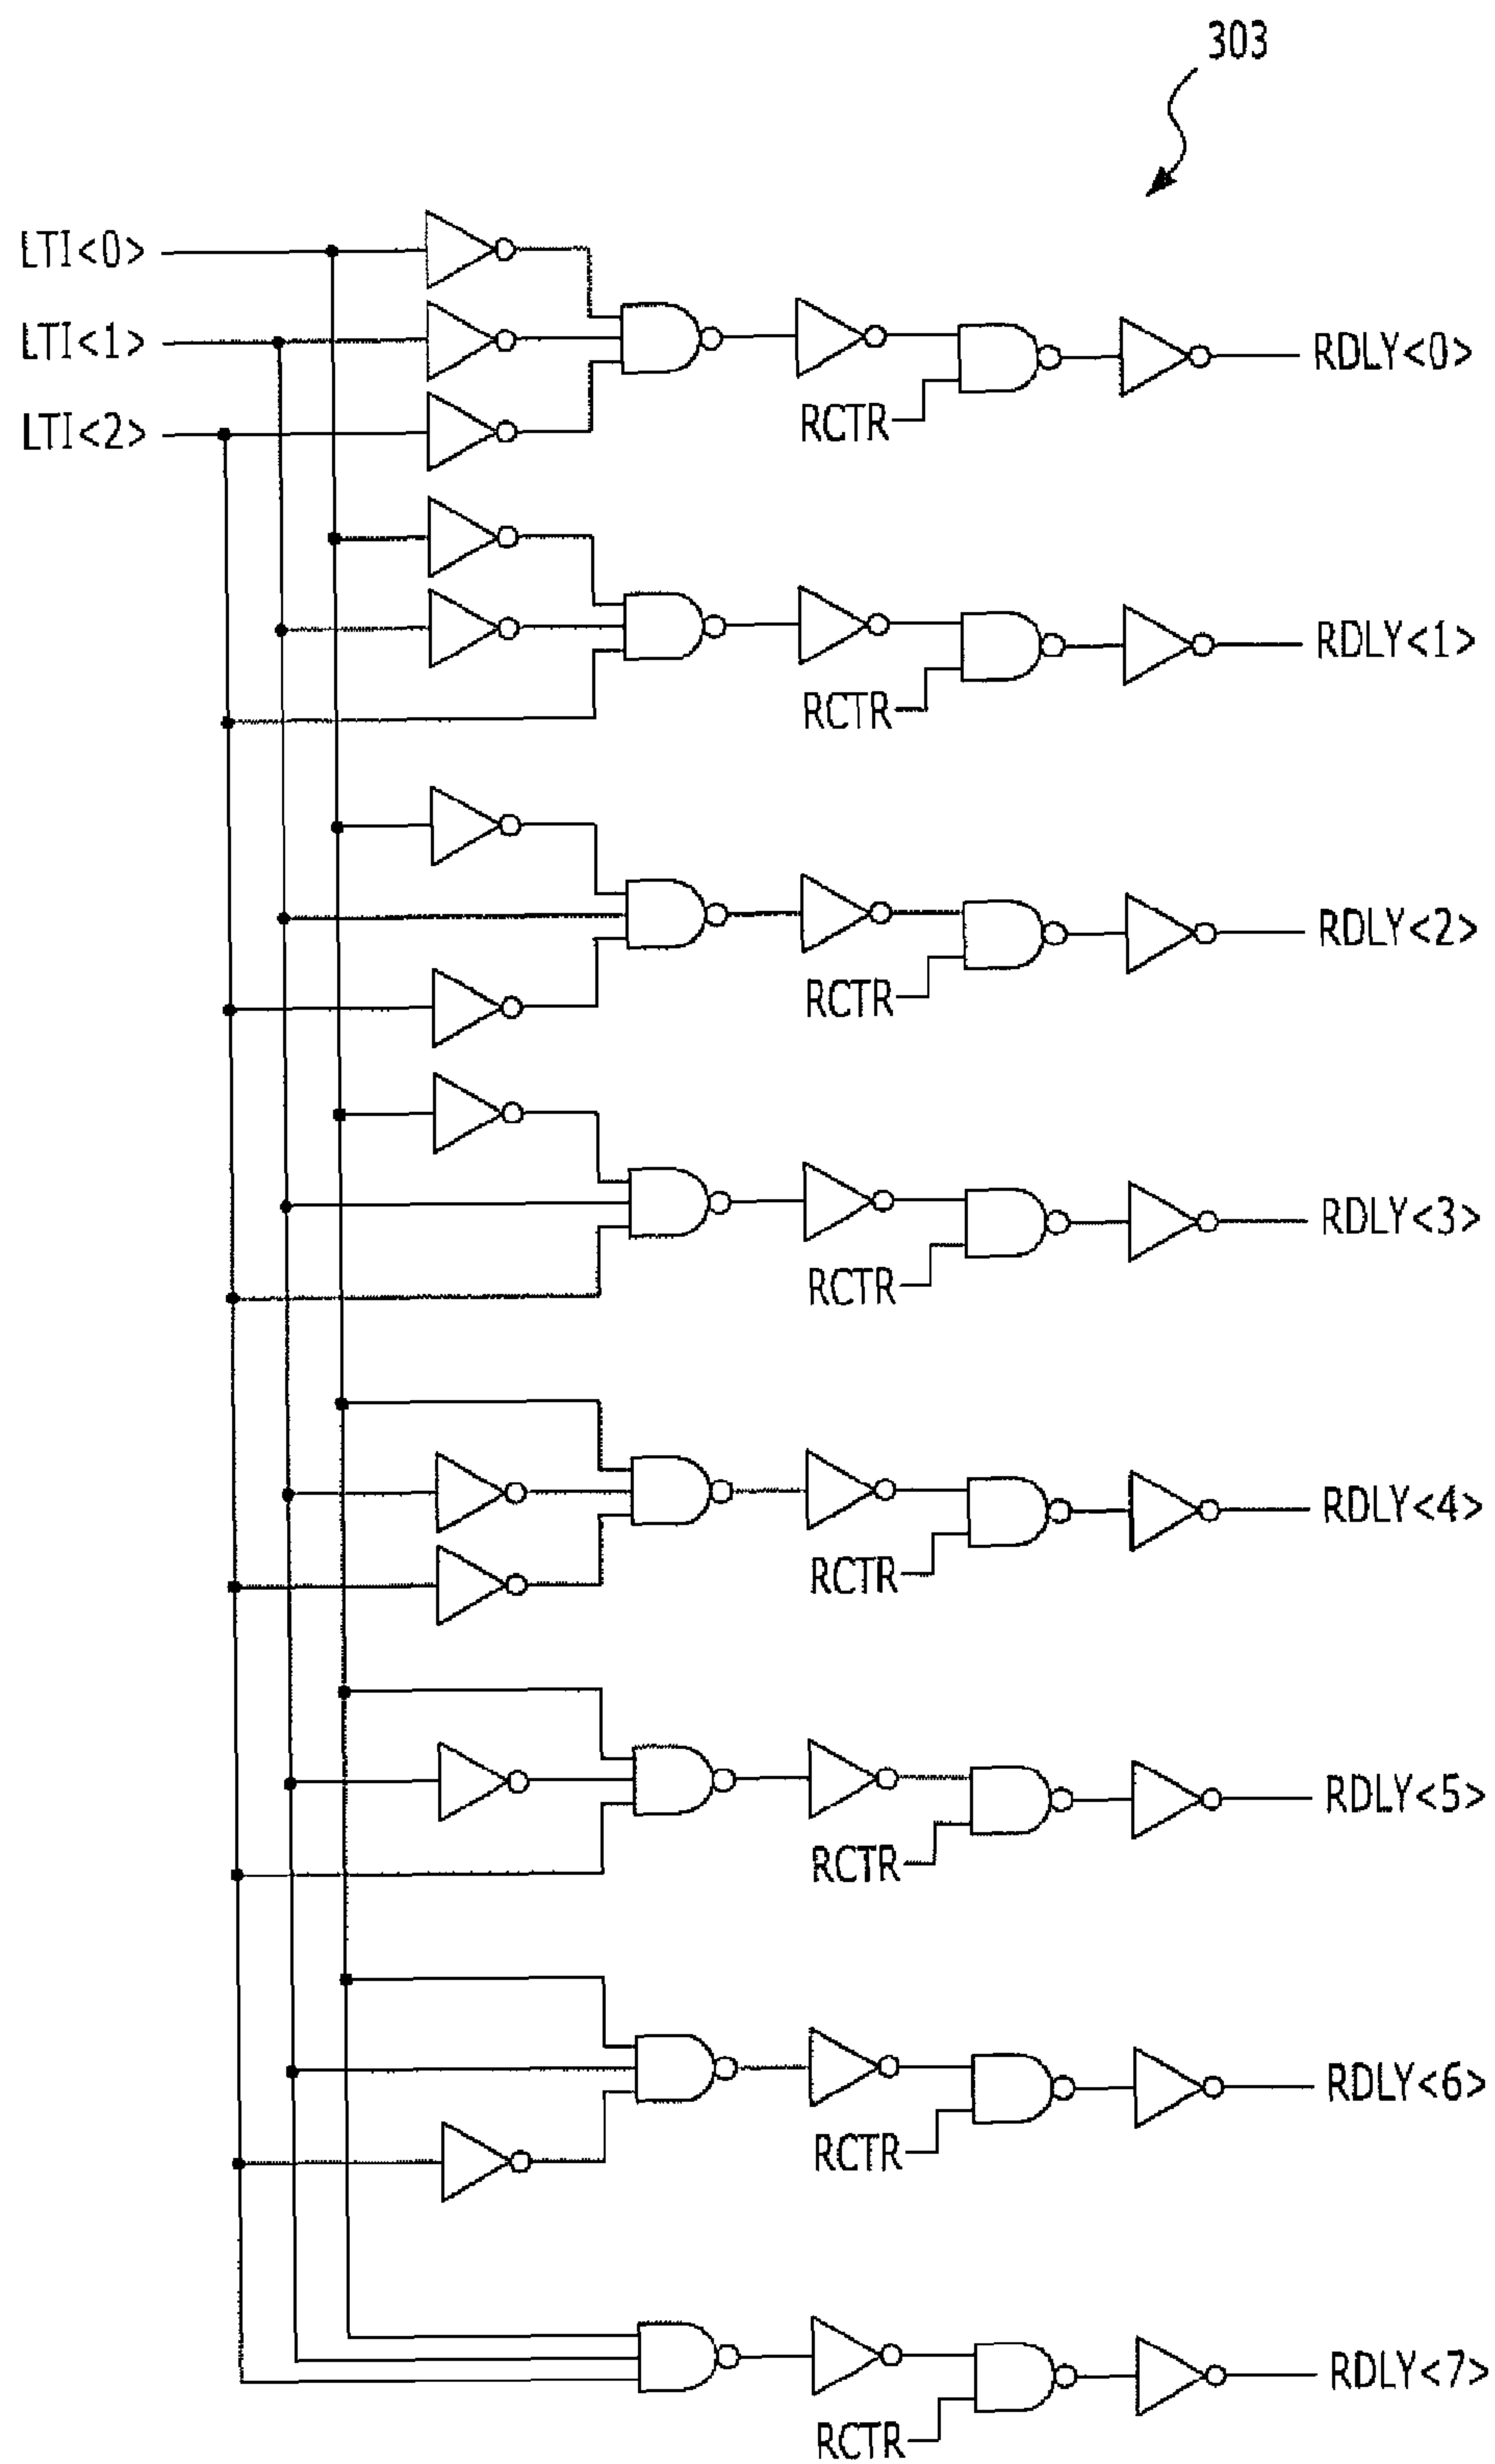 303
LTI<0>
LTI<1>
LTI<2>
RCTR
RDLY<0>
RCTR
RDLY<1>
RCTR
RDLY<2>
RCTR
RDLY<3>
RCTR
RDLY<4>
RCTR
RDLY<5>
RCTR
RDLY<6>
RCTR
RDLY<7>